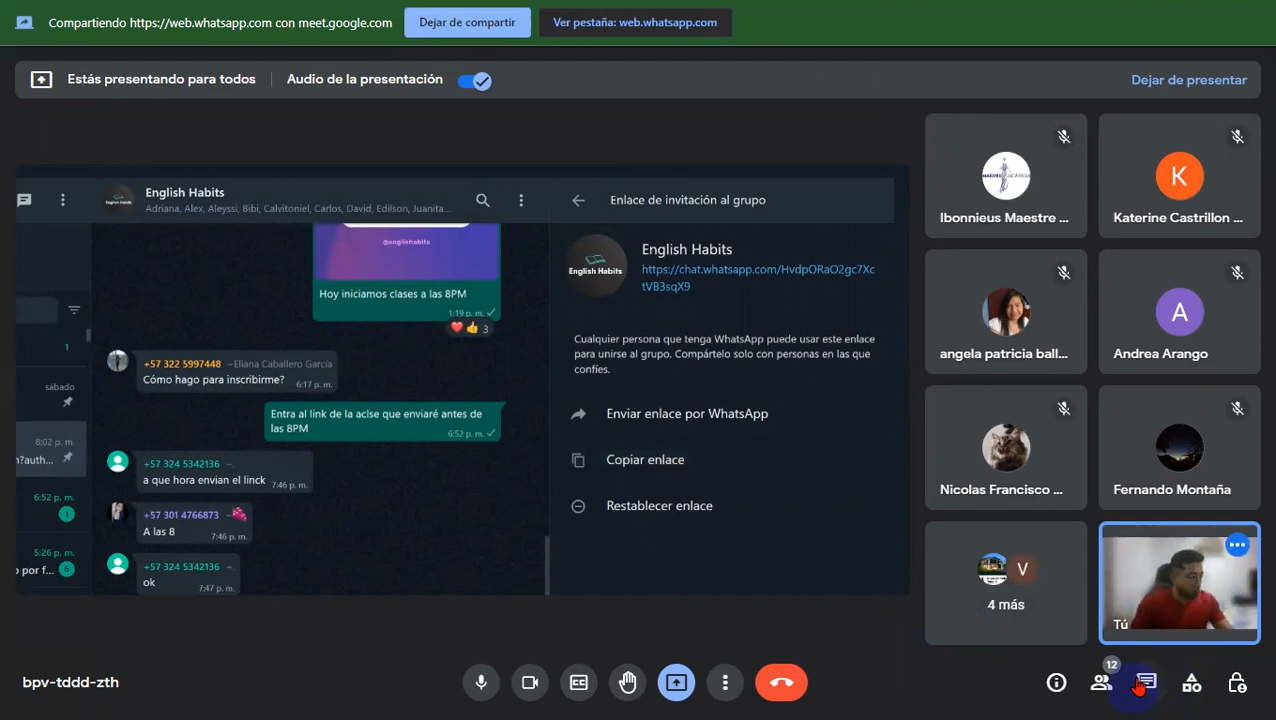 Compartiendo https://web.whatsapp.com con meet.google.com
Dejar de compartir
Ver pestaña: web.whatsapp.com
Estás presentando para todos
Audio de la presentación
Dejar de presentar
English Habits
Adriana, Alex, Aleyssi, Bibi, Calvitoniel, Carlos, David, Edilson, Juanita...
@englishabits
Hoy iniciamos clases a las 8PM
1:19 p. m.
3
+57 322 5997448 ~Eliana Caballero García
Cómo hago para inscribirme?
6:17 p. m.
Entra al link de la aclse que enviaré antes de
las 8PM
6:52 p. m.
+57 324 5342136 ~.
a que hora envian el linck
7:46 p. m.
+57 301 4766873 ~
A las 8
7:46 p. m.
+57 324 5342136 ~.
ok
7:47 p. m.
1
sábado
8:02 p. m.
n?auth...
6:52 p. m.
1
5:26 p. m.
o por f...
6
Enlace de invitación al grupo
English Habits
English Habits
https://chat.whatsapp.com/HvdpORaO2gc7Xc
tVB3sqX9
Cualquier persona que tenga WhatsApp puede usar este
enlace para unirse al grupo. Compártelo solo con personas en las que
confíes.
Enviar enlace por WhatsApp
Copiar enlace
Restablecer enlace
Ibonnieus Maestre ...
K
Katerine Castrillon ...
angela patricia ball...
A
Andrea Arango
Nicolas Francisco ...
Fernando Montaña
V
4 más
Tú
bpv-tddd-zth
12